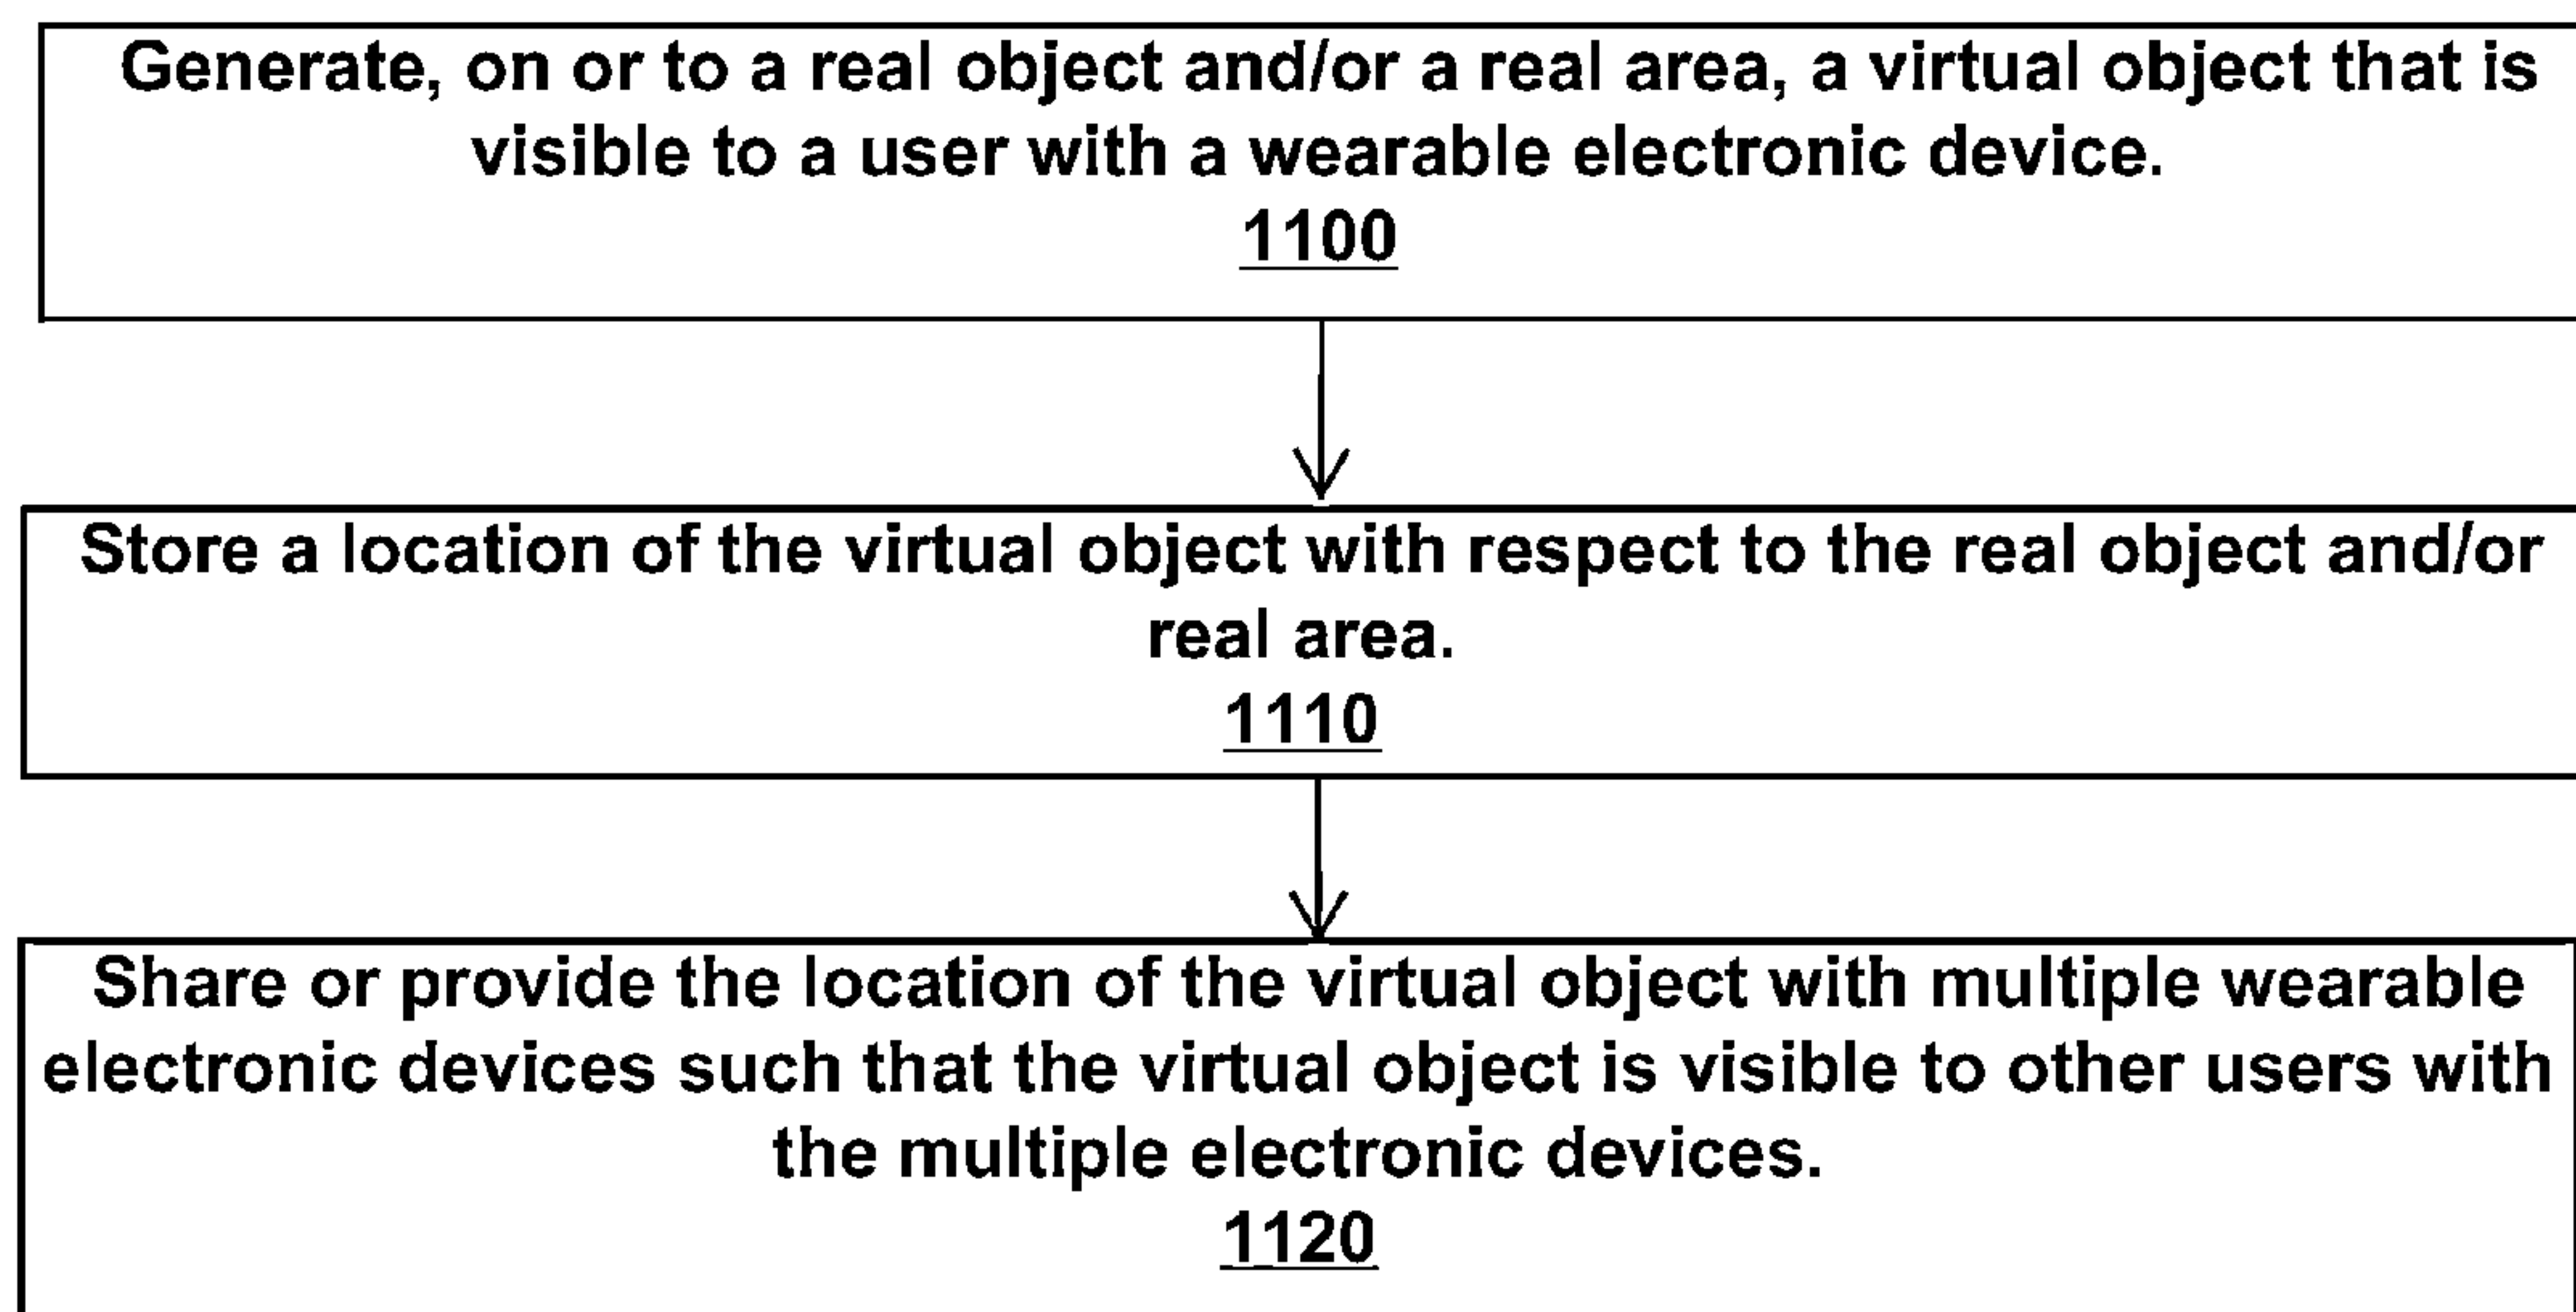 Generate, on or to a real object and/or a real area, a virtual object that is
visible to a user with a wearable electronic device.
1100
Store a location of the virtual object with respect to the real object and/or
real area.
1110
Share or provide the location of the virtual object with multiple wearable
electronic devices such that the virtual object is visible to other users with
the multiple electronic devices.
1120